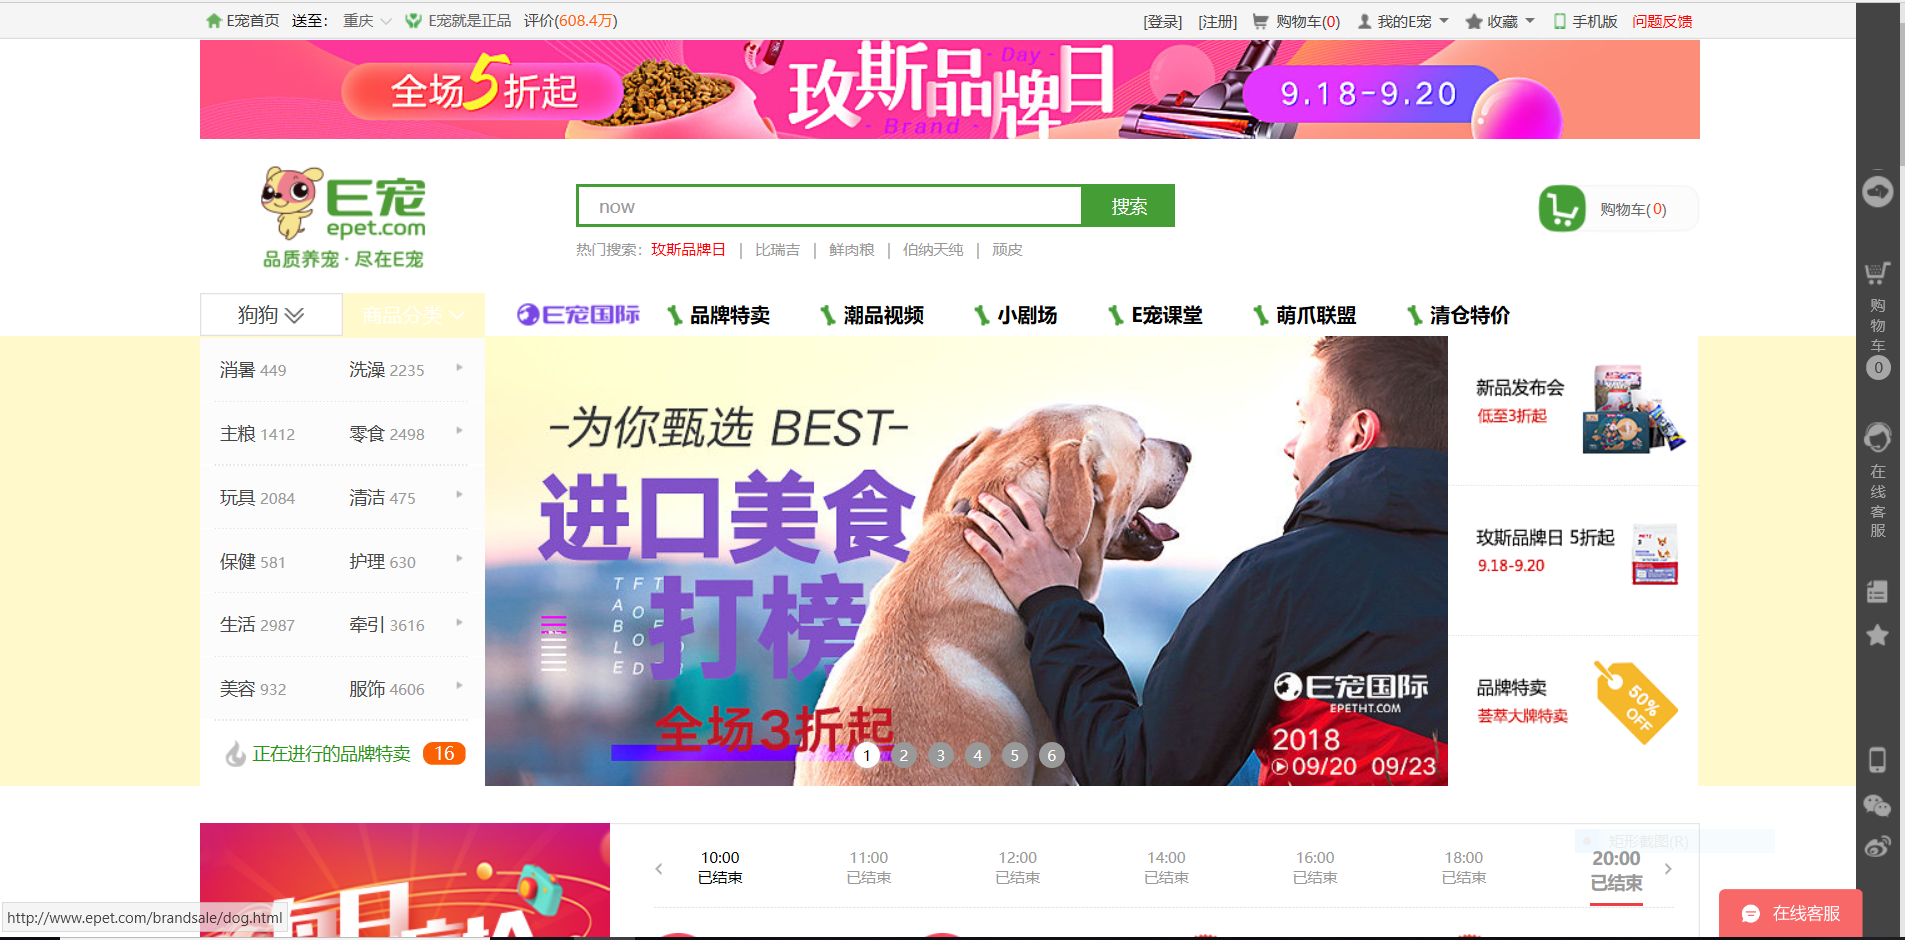 E宠首页 送至： 重庆 E宠就是正品 评价(608.4万)
[登录] [注册] 购物车(0) 我的E宠 收藏 手机版 问题反馈
全场5折起
玫斯品牌日
Day
Brand
9.18-9.20
E宠
epet.com
品质养宠·尽在E宠
now
搜索
购物车(0)
热门搜索： 玫斯品牌日 | 比瑞吉 | 鲜肉粮 | 伯纳天纯 | 顽皮
狗狗 商品分类
E宠国际 品牌特卖 潮品视频 小剧场 E宠课堂 萌爪联盟 清仓特价
消暑 449 洗澡 2235
主粮 1412 零食 2498
玩具 2084 清洁 475
保健 581 护理 630
生活 2987 牵引 3616
美容 932 服饰 4606
正在进行的品牌特卖 16
-为你甄选 BEST-
进口美食
打榜
TABLE
FOOD
全场3折起
1 2 3 4 5 6
E宠国际
EPETHT.COM
2018
09/20 09/23
新品发布会
低至3折起
玫斯品牌日 5折起
9.18-9.20
品牌特卖
荟萃大牌特卖
50%
OFF
购物车
0
在线客服
10:00 11:00 12:00 14:00 16:00 18:00 20:00
已结束 已结束 已结束 已结束 已结束 已结束 已结束
矩形截图(R)
http://www.epet.com/brandsale/dog.html
在线客服